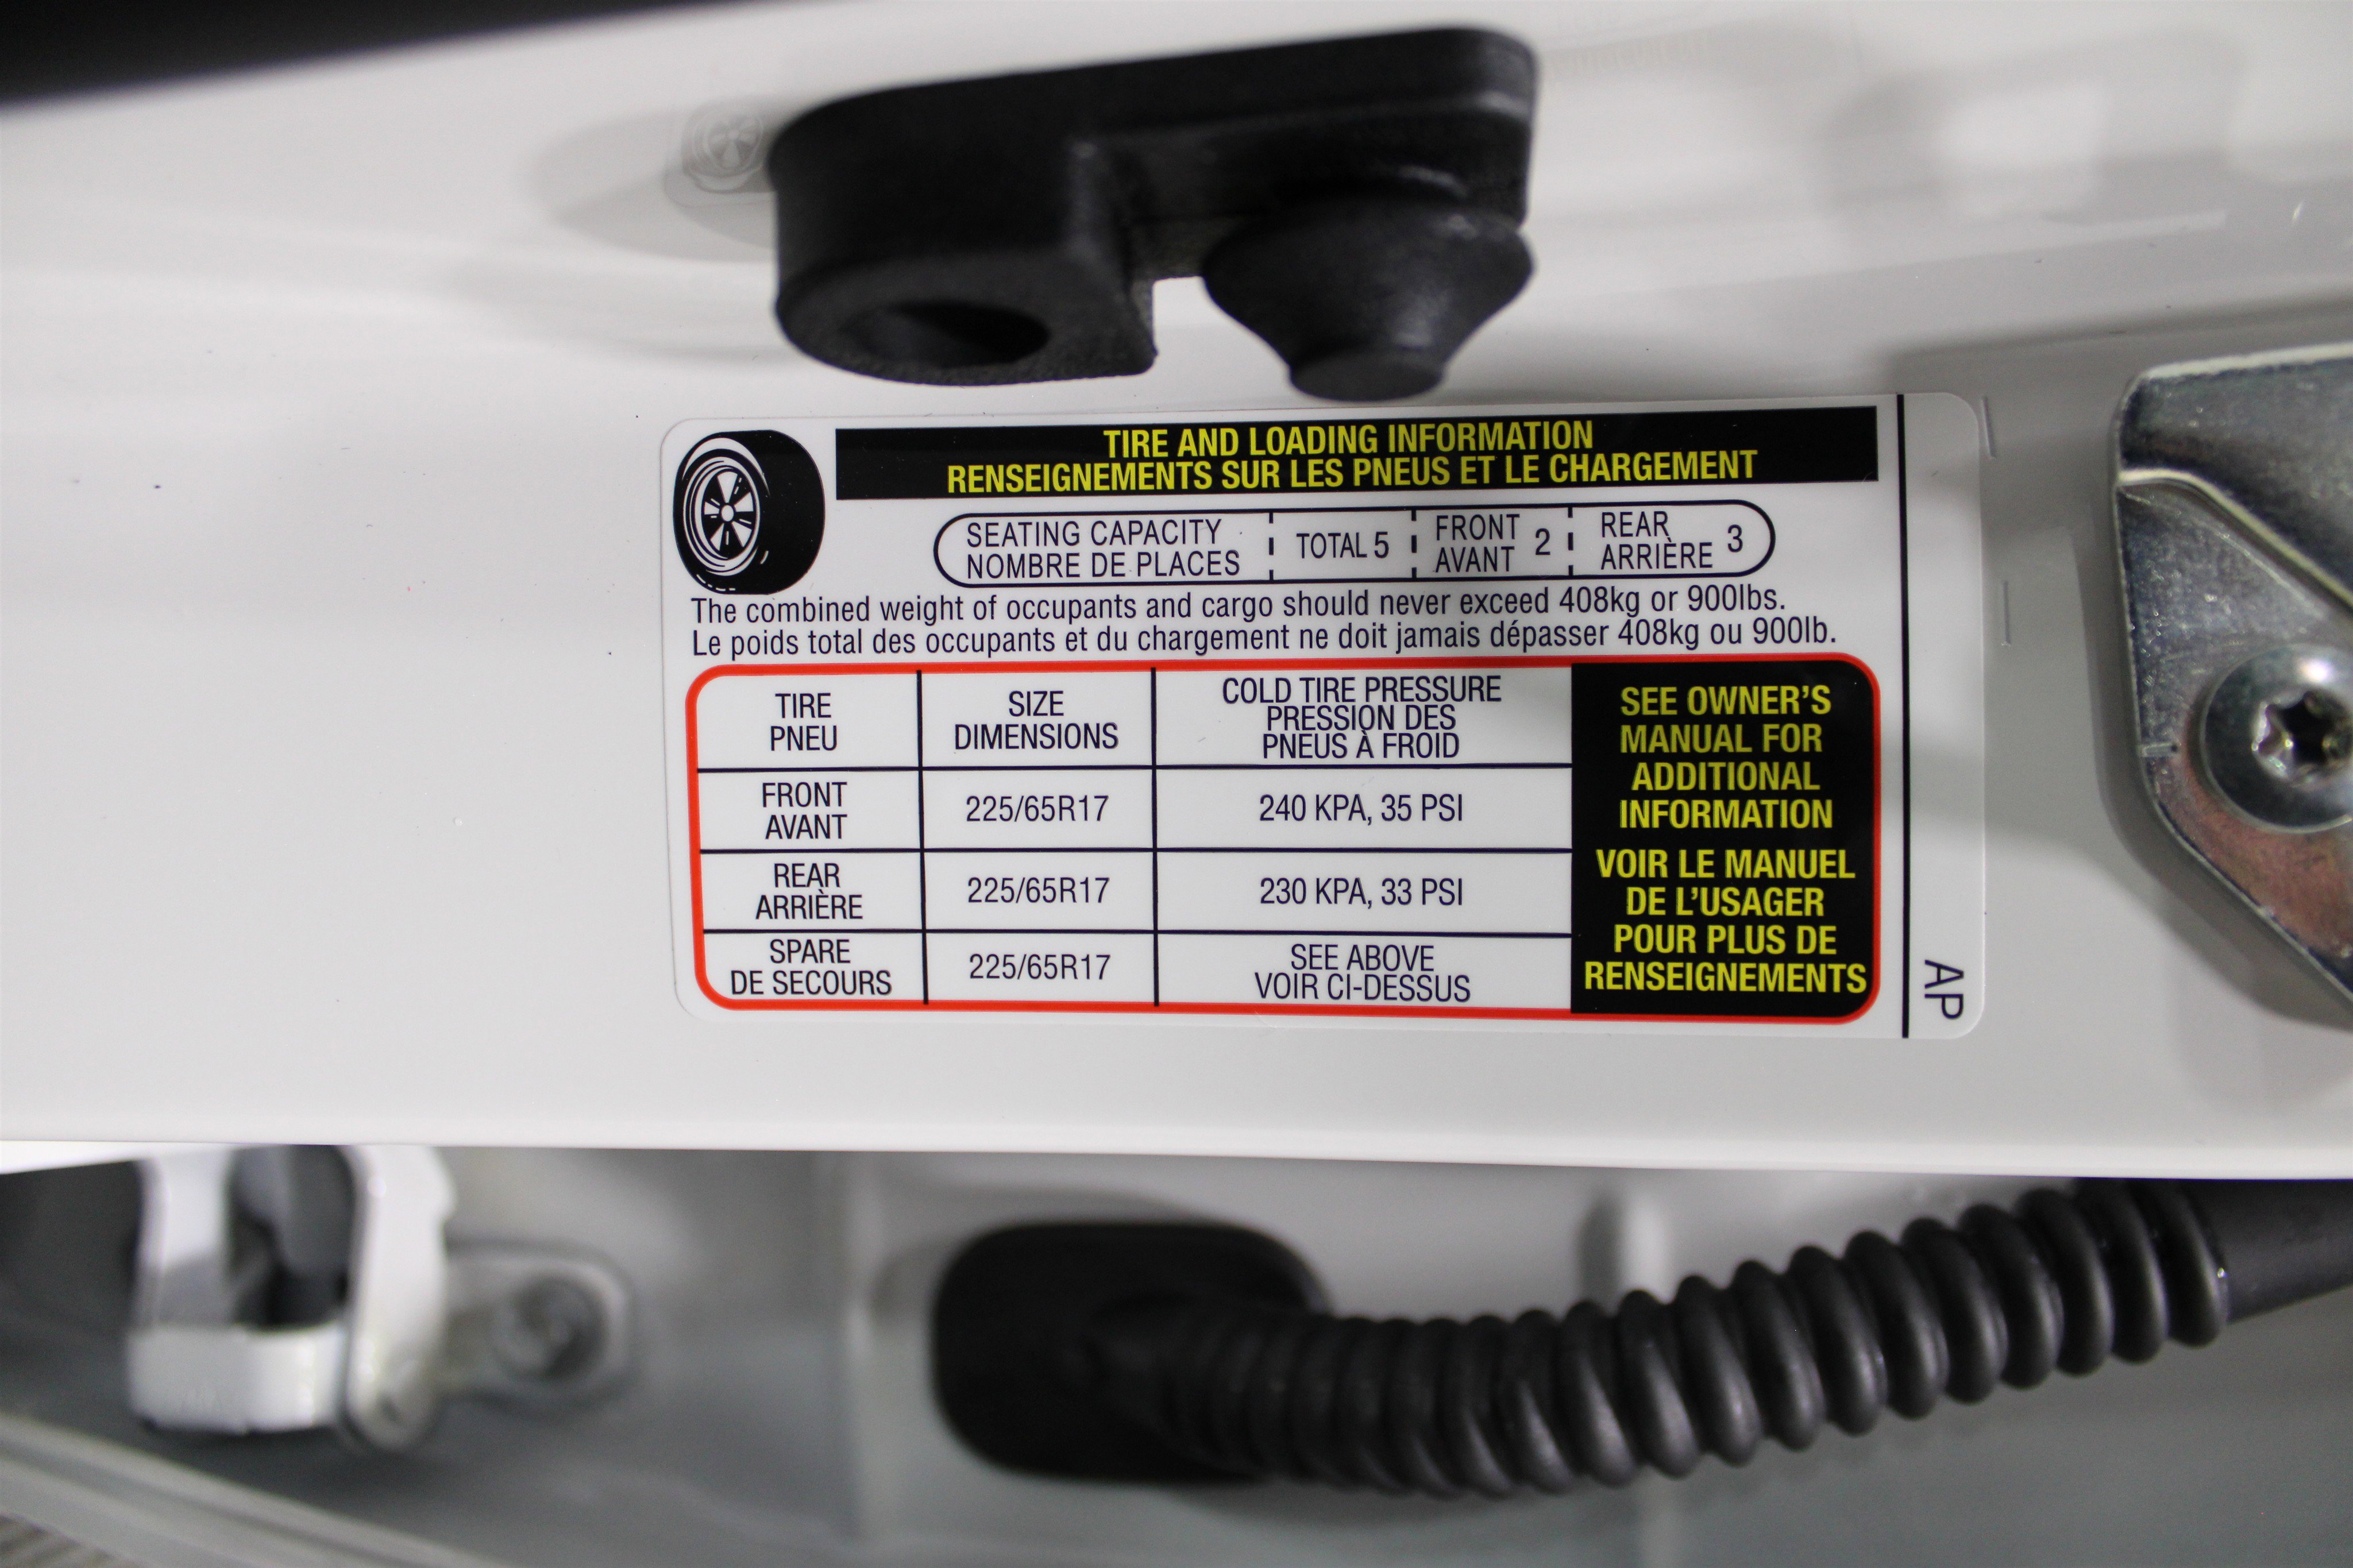 TIRE AND LOADING INFORMATION
RENSEIGNEMENTS SUR LES PNEUS ET LE CHARGEMENT
SEATING CAPACITY
NOMBRE DE PLACES
TOTAL 5
FRONT
AVANT
2
REAR
ARRIÈRE
3
The combined weight of occupants and cargo should never exceed 408kg or 900lbs.
Le poids total des occupants et du chargement ne doit jamais dépasser 408kg ou 900lb.
TIRE
PNEU
SIZE
DIMENSIONS
COLD TIRE PRESSURE
PRESSION DES
PNEUS À FROID
FRONT
AVANT
225/65R17
240 KPA, 35 PSI
REAR
ARRIÈRE
225/65R17
230 KPA, 33 PSI
SPARE
DE SECOURS
225/65R17
SEE ABOVE
VOIR CI-DESSUS
SEE OWNER'S
MANUAL FOR
ADDITIONAL
INFORMATION
VOIR LE MANUEL
DE L'USAGER
POUR PLUS DE
RENSEIGNEMENTS
AP